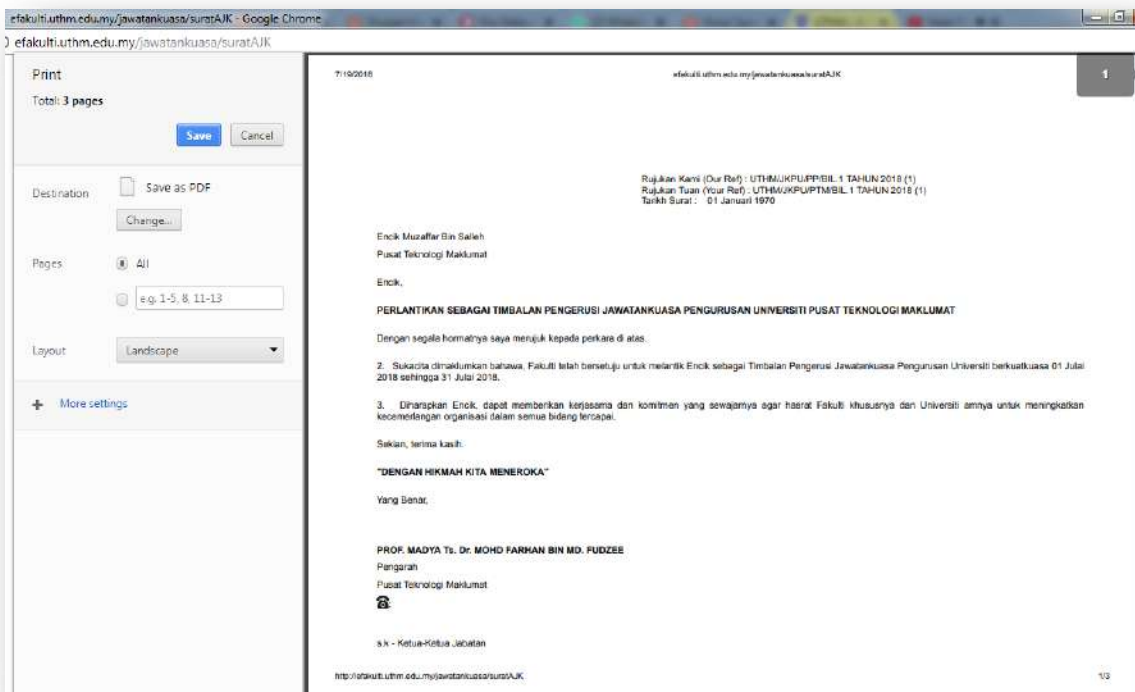 efakulti.uthm.edu.my/jawatankuasa/suratAJK - Google Chrome
efakulti.uthm.edu.my/jawatankuasa/suratAJK
Print
Total: 3 pages
Save
Cancel
Destination
Save as PDF
Change...
Pages
All
e.g. 1-5, 8, 11-13
Layout
Landscape
+ More settings
7/19/2018 efakulti.uthm.edu.my/jawatankuasa/suratAJK
1
Rujukan Kami (Our Ref) : UTHM/JKPU/PP/BIL.1 TAHUN 2018 (1)
Rujukan Tuan (Your Ref) : UTHM/JKPU/PTM/BIL.1 TAHUN 2018 (1)
Tarikh Surat : 01 Januari 1970
Encik Muzaffar Bin Salleh
Pusat Teknologi Maklumat
Encik,
PERLANTIKAN SEBAGAI TIMBALAN PENGERUSI JAWATANKUASA PENGURUSAN UNIVERSITI PUSAT TEKNOLOGI MAKLUMAT
Dengan segala hormatnya saya merujuk kepada perkara di atas.
2. Sukacita dimaklumkan bahawa, Fakulti telah bersetuju untuk melantik Encik sebagai Timbalan Pengerusi Jawatankuasa Pengurusan Universiti berkuatkuasa 01 Julai
2018 sehingga 31 Julai 2018.
3. Diharapkan Encik, dapat memberikan kerjasama dan komitmen yang sewajarnya agar hasrat Fakulti khususnya dan Universiti amnya untuk meningkatkan
kecemerlangan organisasi dalam semua bidang tercapai.
Sekian, terima kasih.
"DENGAN HIKMAH KITA MENEROKA"
Yang Benar,
PROF. MADYA Ts. Dr. MOHD FARHAN BIN MD. FUDZEE
Pengarah
Pusat Teknologi Maklumat
s.k - Ketua-Ketua Jabatan
http://efakulti.uthm.edu.my/jawatankuasa/suratAJK 1/3